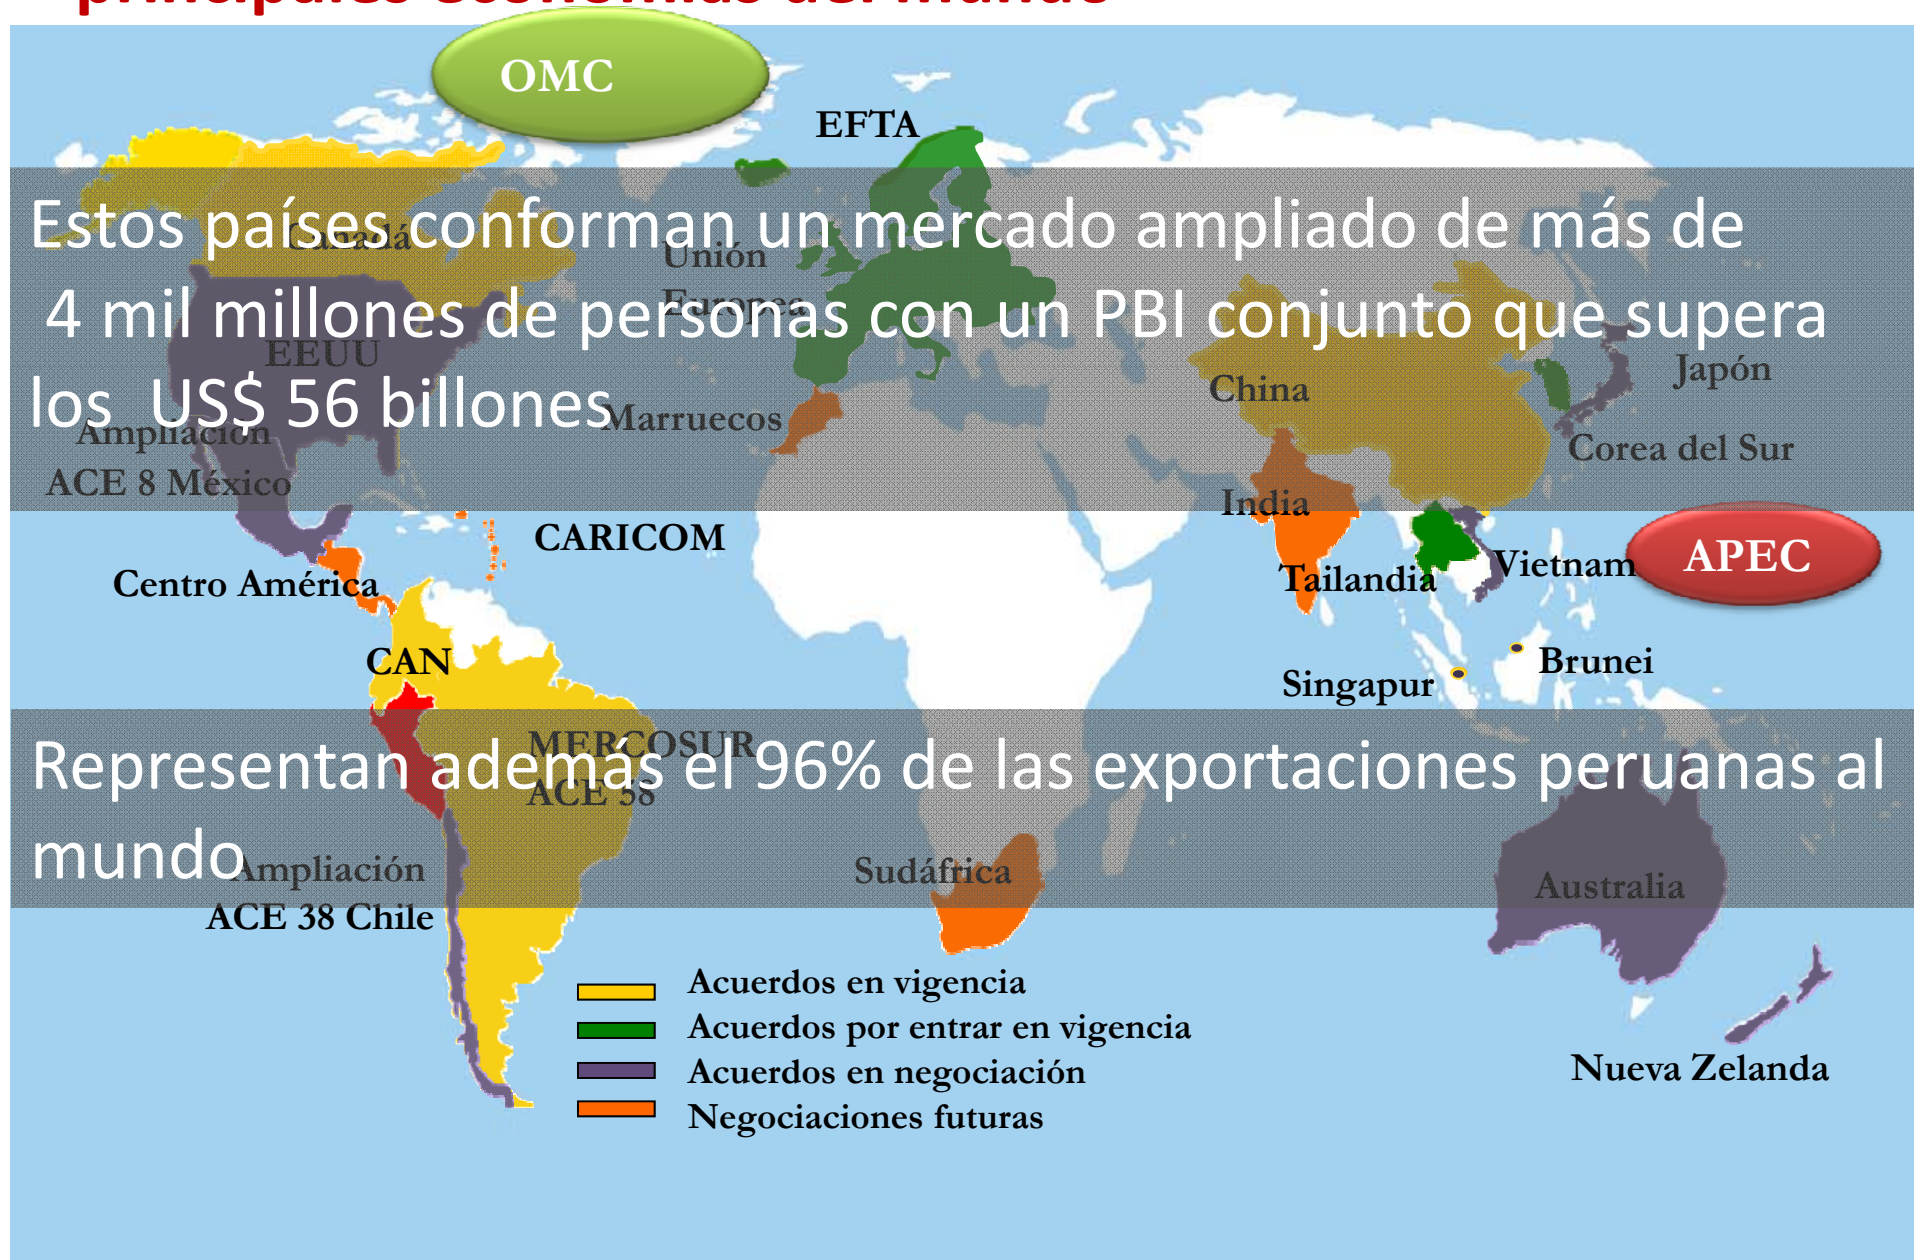 principales economías del mundo
OMC
EFTA
Estos países conforman un mercado ampliado de más de
4 mil millones de personas con un PBI conjunto que supera
los US$ 56 billones
Canadá
Unión
Europea
EEUU
Japón
China
Marruecos
Ampliación
ACE 8 México
Corea del Sur
India
CARICOM
APEC
Vietnam
Tailandia
Centro América
CAN
Brunei
Singapur
Representan además el 96% de las exportaciones peruanas al
mundo
MERCOSUR
ACE 58
Ampliación
ACE 38 Chile
Sudáfrica
Australia
Acuerdos en vigencia
Acuerdos por entrar en vigencia
Acuerdos en negociación
Negociaciones futuras
Nueva Zelanda